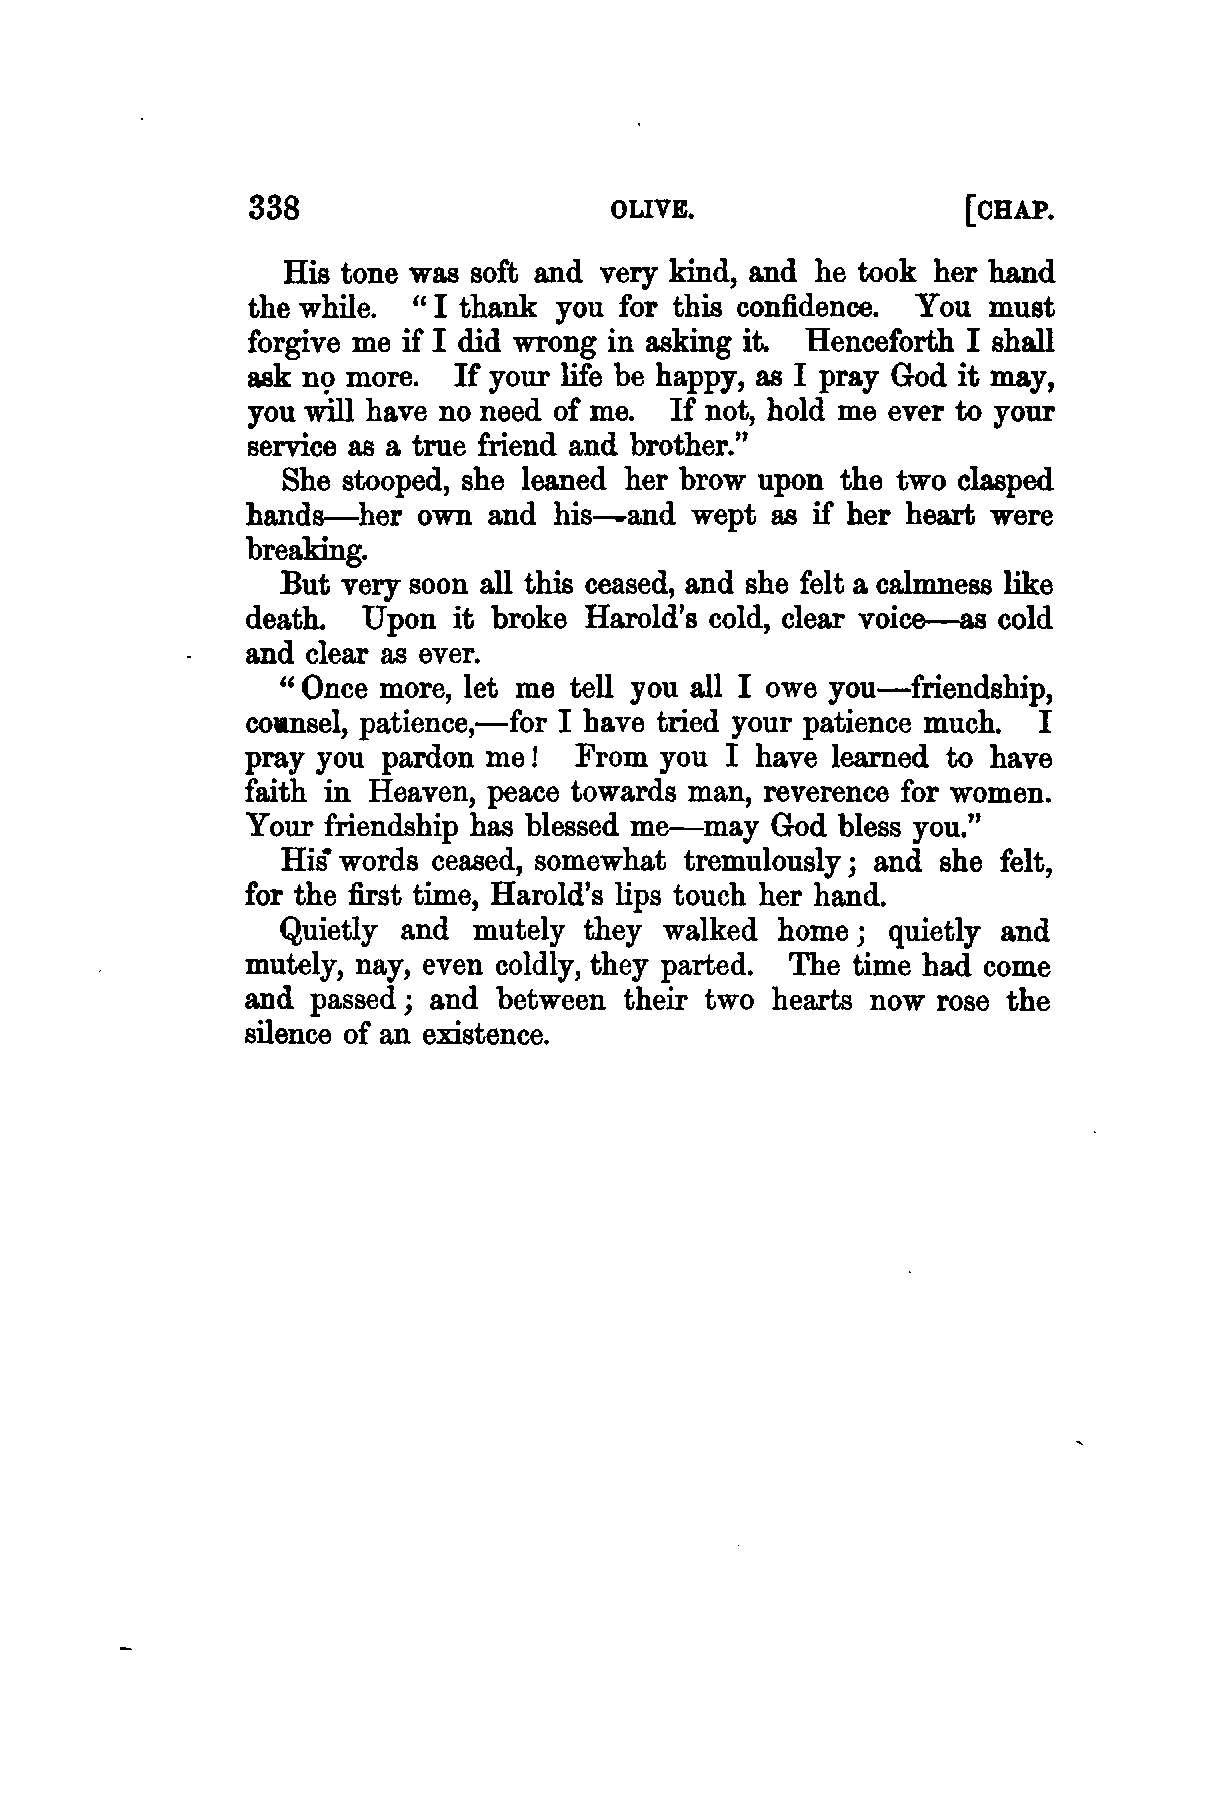 338 OLIVE. [CHAP.
His tone was soft and very kind, and he took her hand
the while. “I thank you for this confidence. You must
forgive me if I did wrong in asking it. Henceforth I shall
ask no more. If your life be happy, as I pray God it may,
you will have no need of me. If not, hold me ever to your
service as a true friend and brother.”
She stooped, she leaned her brow upon the two clasped
hands—her own and his—and wept as if her heart were
breaking.
But very soon all this ceased, and she felt a calmness like
death. Upon it broke Harold's cold, clear voice—as cold
and clear as ever.
“Once more, let me tell you all I owe you—friendship,
counsel, patience,—for I have tried your patience much. I
pray you pardon me! From you I have learned to have
faith in Heaven, peace towards man, reverence for women.
Your friendship has blessed me—may God bless you.”
His words ceased, somewhat tremulously; and she felt,
for the first time, Harold's lips touch her hand.
Quietly and mutely they walked home; quietly and
mutely, nay, even coldly, they parted. The time had come
and passed; and between their two hearts now rose the
silence of an existence.